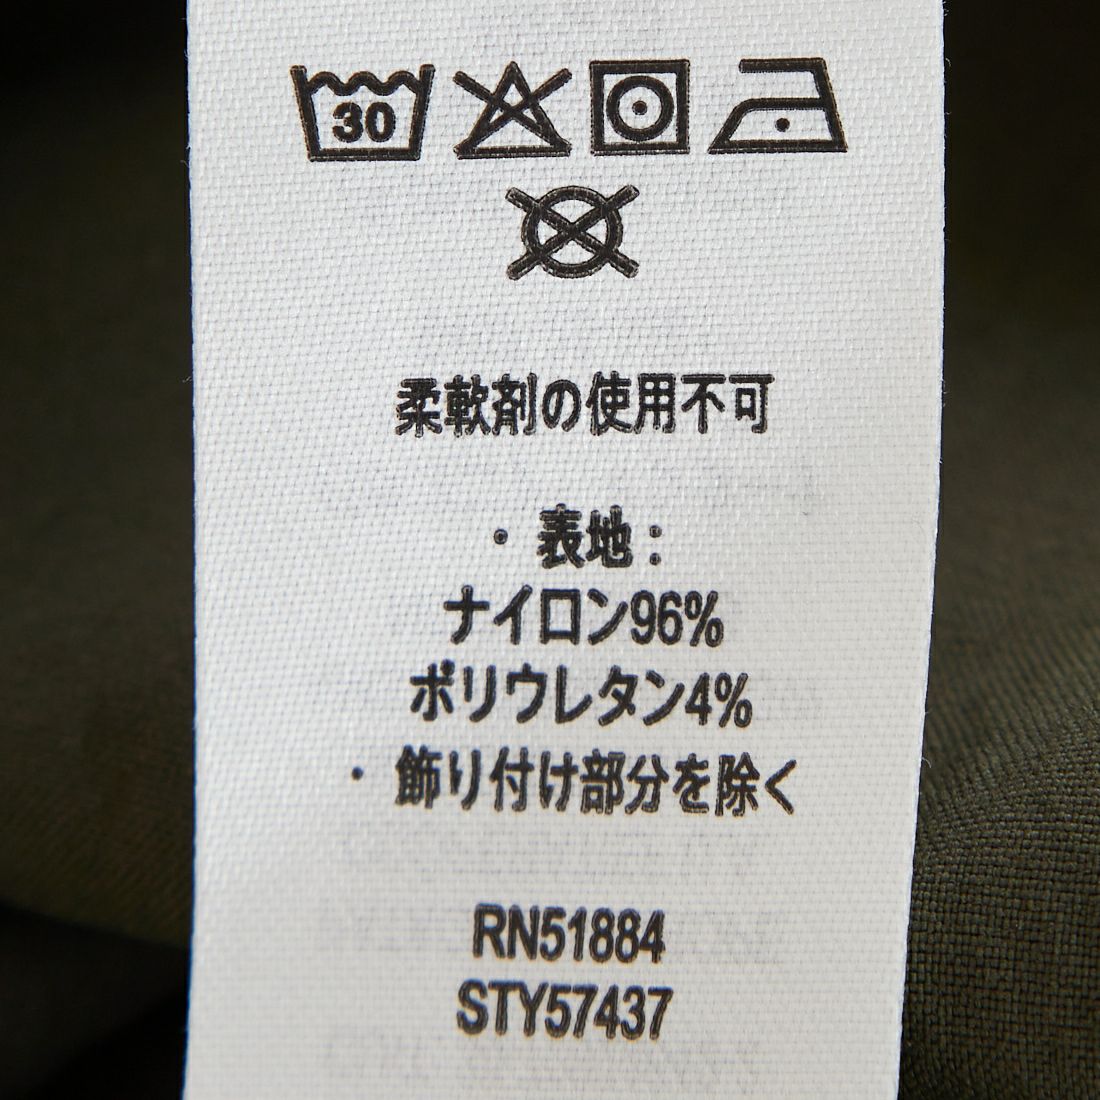 30
柔軟剤の使用不可
・表地：
ナイロン96%
ポリウレタン4%
・飾り付け部分を除く
RN51884
STY57437